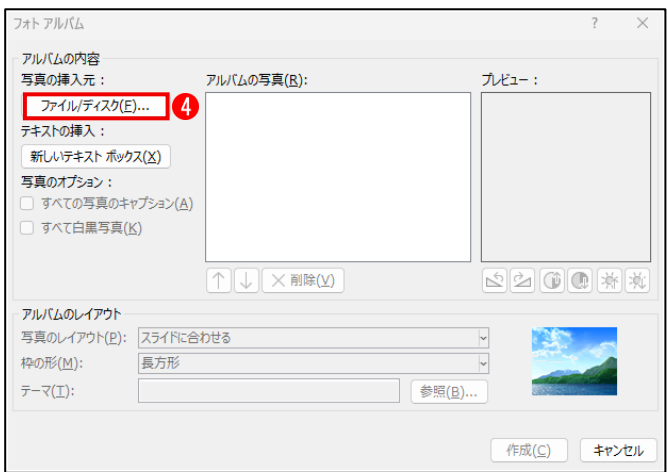 フォト アルバム
?
×
アルバムの内容
写真の挿入元：
アルバムの写真(R):
プレビュー：
ファイル/ディスク(F)...
4
テキストの挿入：
新しいテキスト ボックス(X)
写真のオプション：
すべての写真のキャプション(A)
すべて白黒写真(K)
↑
↓
× 削除(V)
アルバムのレイアウト
写真のレイアウト(P):
スライドに合わせる
枠の形(M):
長方形
テーマ(T):
参照(B)...
作成(C)
キャンセル